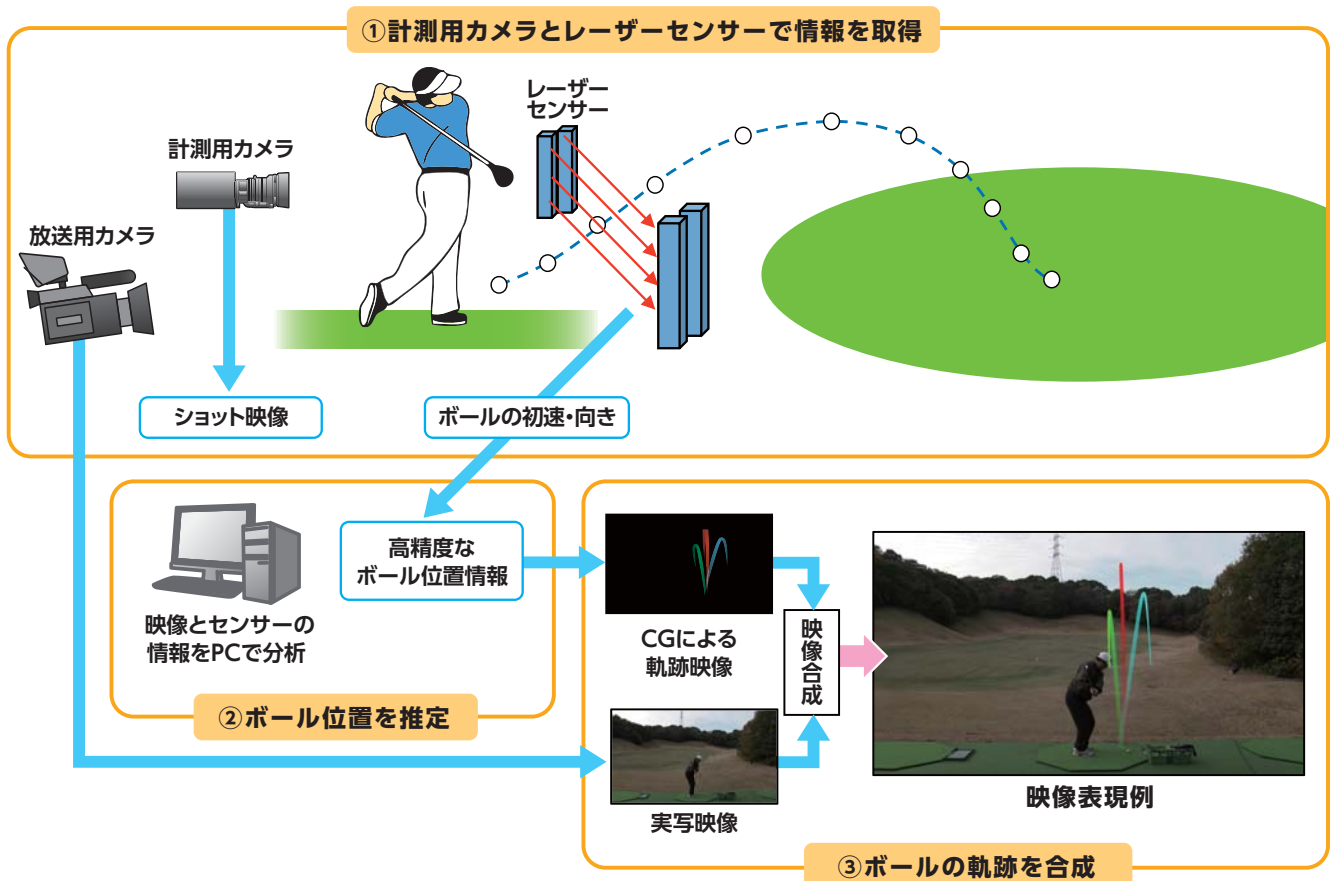 ①計測用カメラとレーザーセンサーで情報を取得
レーザー
センサー
計測用カメラ
放送用カメラ
ショット映像
ボールの初速・向き
高精度な
ボール位置情報
映像とセンサーの
情報をPCで分析
②ボール位置を推定
CGによる
軌跡映像
映像合成
実写映像
映像表現例
③ボールの軌跡を合成